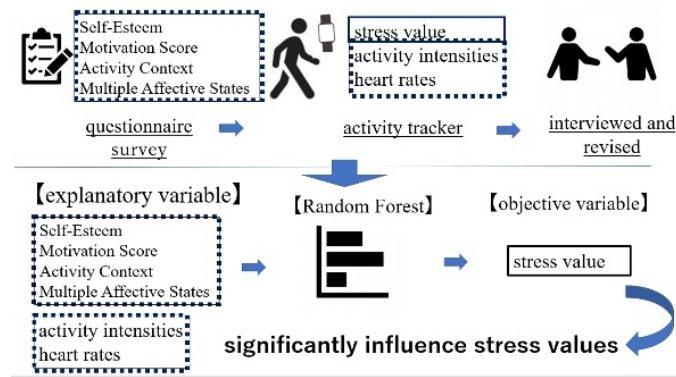 Self-Esteem
Motivation Score
Activity Context
Multiple Affective States
stress value
activity intensities
heart rates
questionnaire
survey
activity tracker
interviewed and
revised
【explanatory variable】
Self-Esteem
Motivation Score
Activity Context
Multiple Affective States
activity intensities
heart rates
【Random Forest】
【objective variable】
stress value
significantly influence stress values